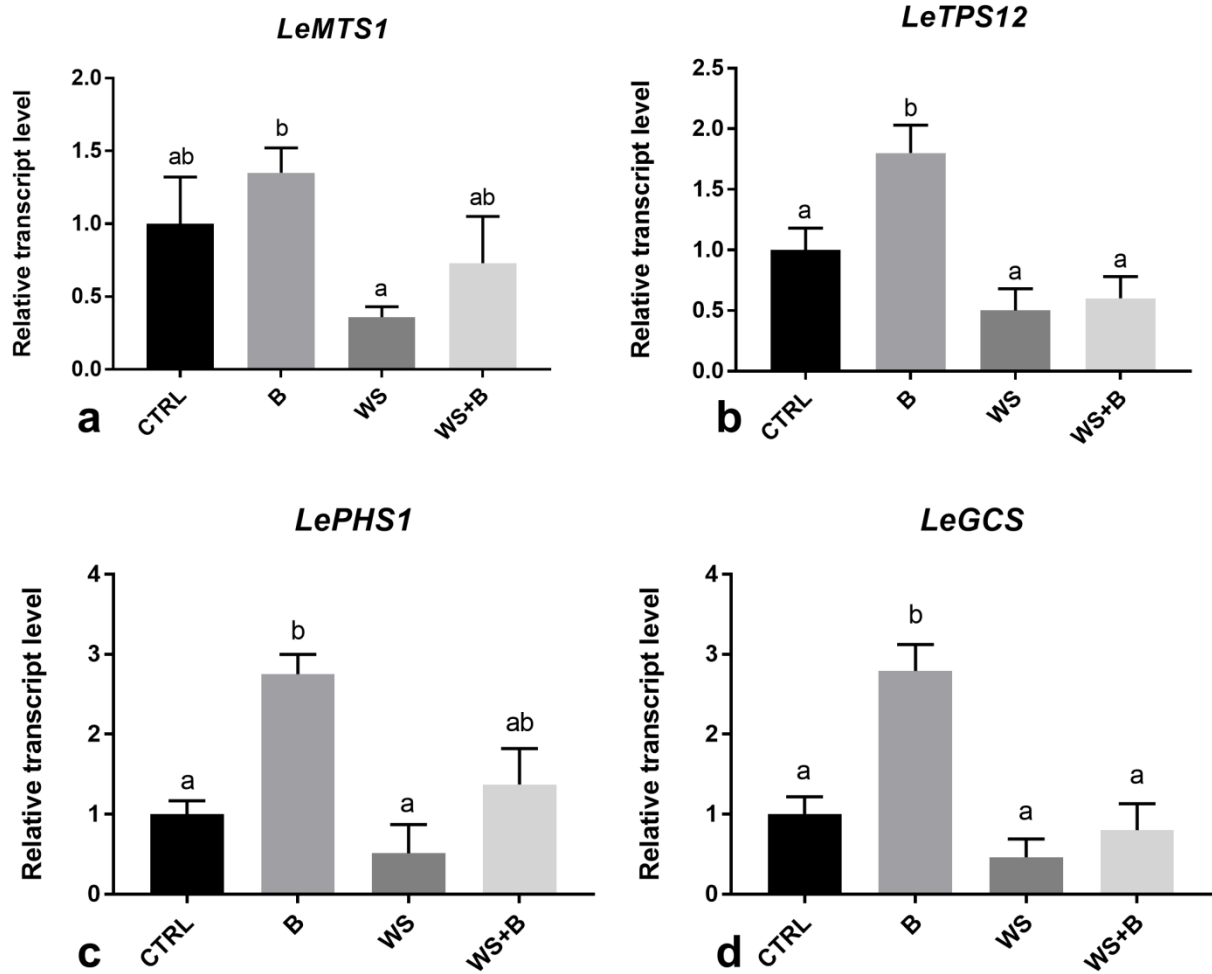 LeMTS1
Relative transcript level
2.0
1.5
1.0
0.5
0.0
ab
b
a
ab
CTRL
B
WS
WS+B
a
LeTPS12
Relative transcript level
2.5
2.0
1.5
1.0
0.5
0.0
a
b
a
a
CTRL
B
WS
WS+B
b
LePHS1
Relative transcript level
4
3
2
1
0
a
b
a
ab
CTRL
B
WS
WS+B
c
LeGCS
Relative transcript level
4
3
2
1
0
a
b
a
a
CTRL
B
WS
WS+B
d